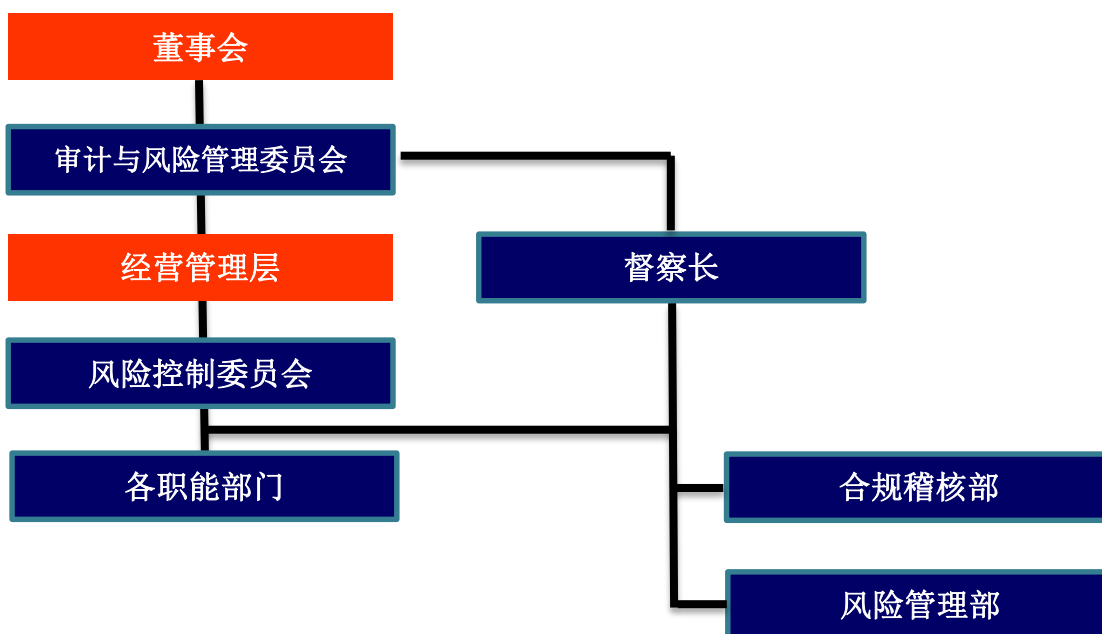 董事会
审计与风险管理委员会
经营管理层
督察长
风险控制委员会
各职能部门
合规稽核部
风险管理部